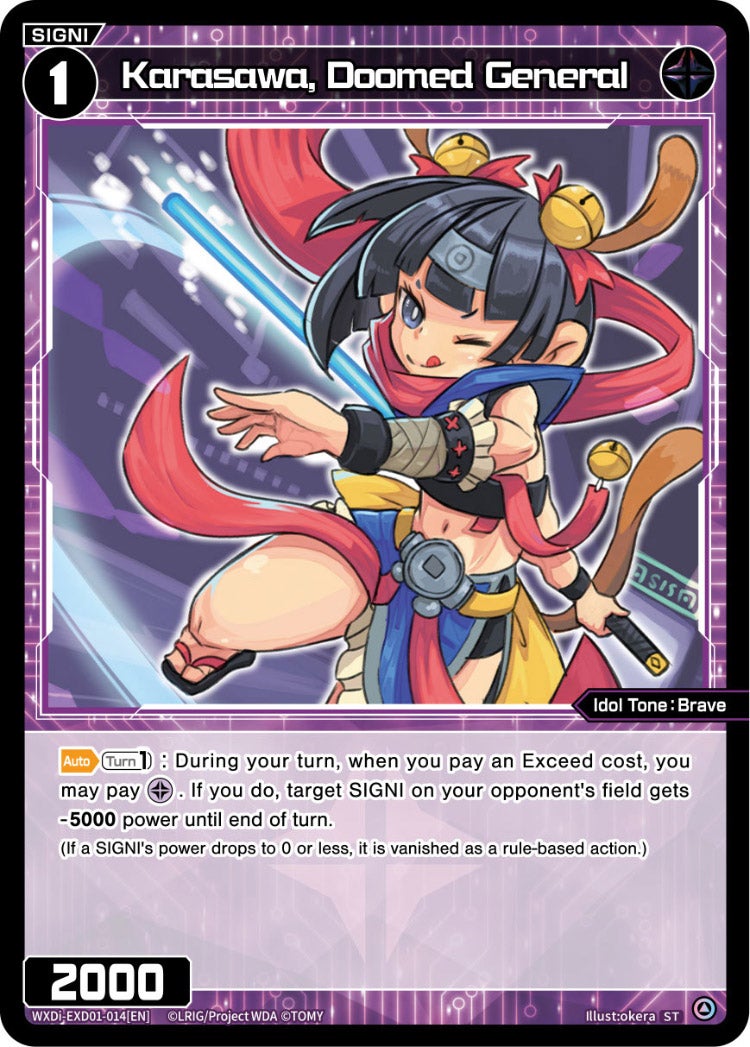 SIGNI
1
Karasawa, Doomed General
Idol Tone:Brave
Auto Turn 1 : During your turn, when you pay an Exceed cost, you
may pay . If you do, target SIGNI on your opponent's field gets
-5000 power until end of turn.
(If a SIGNI's power drops to 0 or less, it is vanished as a rule-based action.)
2000
WXDi-EXD01-014[EN] ©LRIG/Project WDA ©TOMY Illust:okera ST